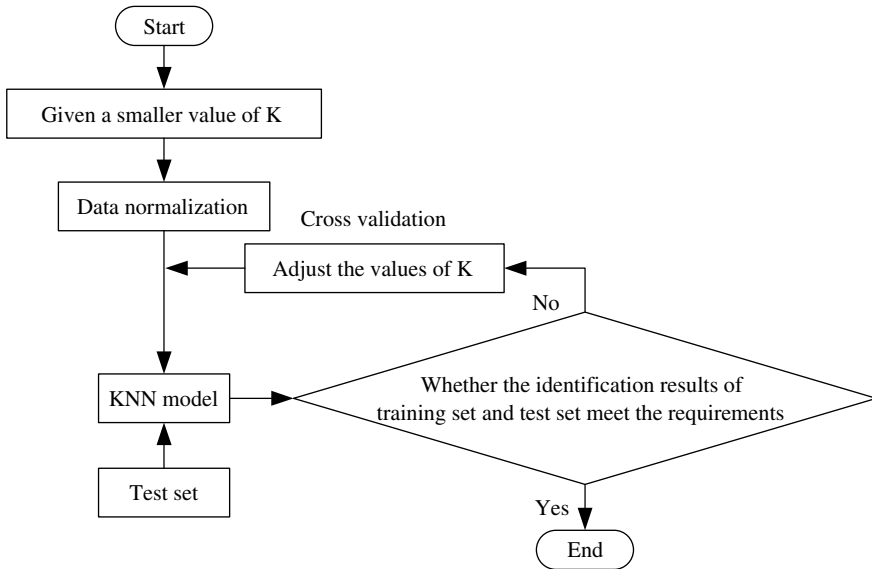 Start
Given a smaller value of K
Data normalization
Cross validation
Adjust the values of K
No
KNN model
Whether the identification results of
training set and test set meet the requirements
Test set
Yes
End